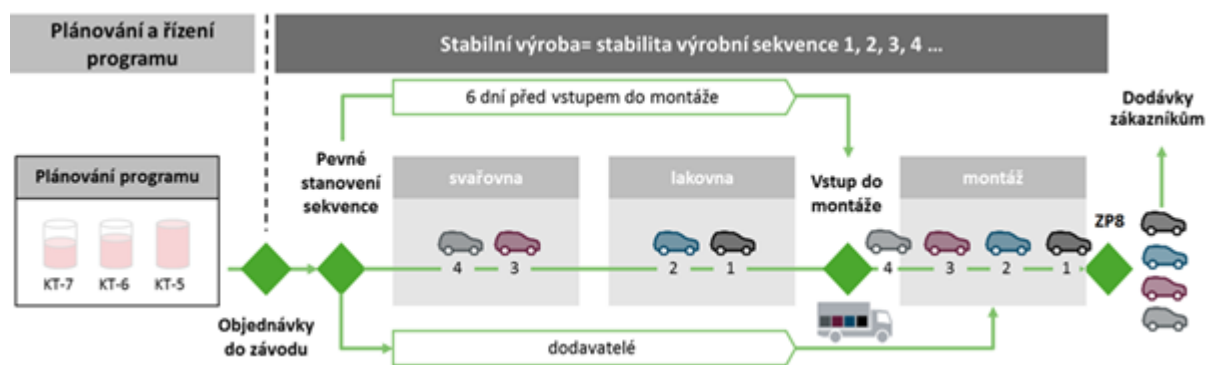 Plánování a řízení
programu
Stabilní výroba= stabilita výrobní sekvence 1, 2, 3, 4 ...
6 dní před vstupem do montáže
Dodávky
zákazníkům
Plánování programu
KT-7 KT-6 KT-5
Pevné
stanovení
sekvence
svařovna
lakovna
Vstup do
montáže
montáž
ZP8
4 3
2 1
4 3 2 1
Objednávky
do závodu
dodavatelé